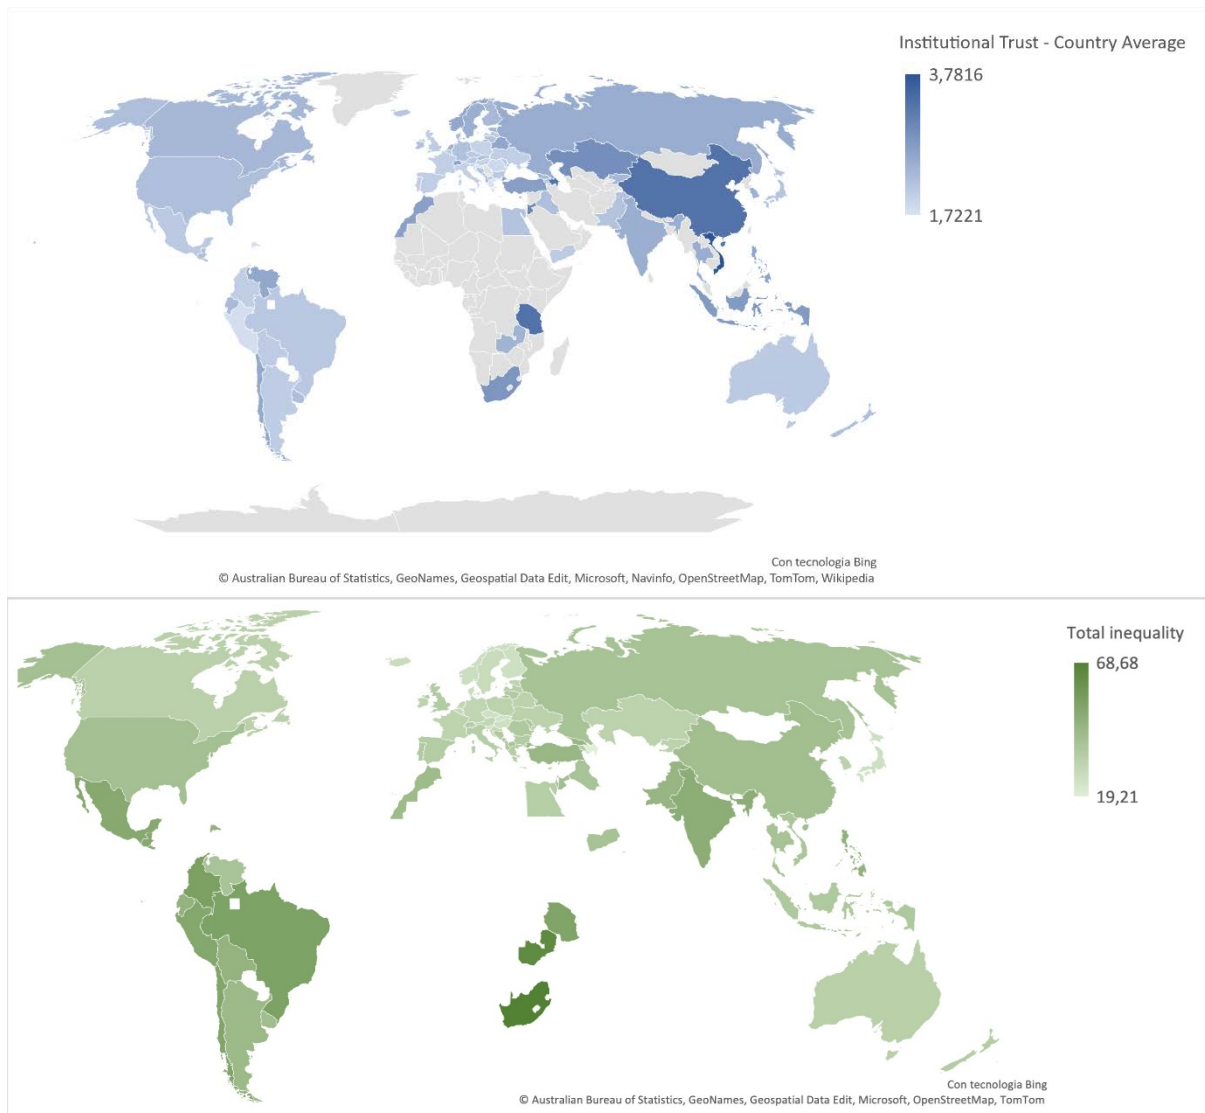 Institutional Trust - Country Average
3,7816
1,7221
Con tecnologia Bing
© Australian Bureau of Statistics, GeoNames, Geospatial Data Edit, Microsoft, Navinfo, OpenStreetMap, TomTom, Wikipedia
Total inequality
68,68
19,21
Con tecnologia Bing
© Australian Bureau of Statistics, GeoNames, Geospatial Data Edit, Microsoft, OpenStreetMap, TomTom